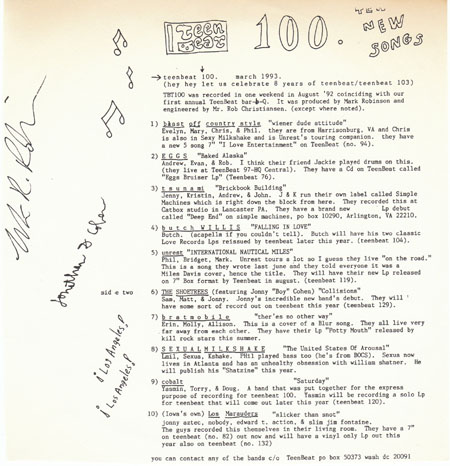 Teen Beat 100. TEN NEW SONGS
teenbeat 100. march 1993.
(hey hey let us celebrate 8 years of teenbeat/teenbeat 103)
TBT100 was recorded in one weekend in August '92 coinciding with our
first annual TeenBeat bar-b-Q. It was produced by Mark Robinson and
engineered by Mr. Rob Christiansen. (except where noted).
1) blast off country style "wiener dude attitude"
Evelyn, Mary, Chris, & Phil. they are from Harrisonburg, VA and Chris
is also in Sexy Milkshake and is Unrest's touring companion. they have
a new 5 song 7" "I Love Entertainment" on TeenBeat (no. 94).
2) E G G S "Baked Alaska"
Andrew, Evan, & Rob. I think their friend Jackie played drums on this.
(they live at TeenBeat 97-HQ Central). They have a Cd on TeenBeat called
"Eggs Bruiser Lp" (Teenbeat 76).
3) t s u n a m i "Brickbook Building"
Jenny, Kristin, Andrew, & John. J & K run their own label called Simple
Machines which is right down the block from here. They recorded this at
Catbox studio in Lancaster PA. They have a brand new Lp debut
called "Deep End" on simple machines, po box 10290, Arlington, VA 22210.
4) b u t c h WILLIS "FALLING IN LOVE"
Butch. (acapella if you couldn't tell). Butch will have his two classic
Love Records Lps reissued by teenbeat later this year. (teenbeat 104).
5) unrest "INTERNATIONAL NAUTICAL MILES"
Phil, Bridget, Mark. Unrest tours a lot so I guess they live "on the road."
This is a song they wrote last june and they told everyone it was a
Miles Davis cover, hence the title. They will have their new Lp released
on 7" Box format by Teenbeat in august. (teenbeat 119).
sid e two
6) THE SHOETREES (featuring Jonny "Boy" Cohen) "Collisions"
Sam, Matt, & Jonny. Jonny's incredible new band's debut. They will '
have some sort of record out on teenbeat this year (teenbeat 129).
7) b r a t m o b i l e "ther'es so other way"
Erin, Molly, Allison. This is a cover of a Blur song. They all live very
far away from each other. They have their Lp "Potty Mouth" released by
kill rock stars this summer.
8) S E X U A L M I L K S H A K E "The United States Of Arousal"
Lmil, Sexua, Kshake. PHil played bass too (he's from BOCS). Sexua now
lives in Atlanta and has an unhealthy obsession with william shatner. He
will publish his "Shatzine" this year.
9) cobalt "Saturday"
Yasmin, Torry, & Doug. A band that was put together for the express
purpose of recording for teenbeat 100. Yasmin will be recording a solo Lp
for teenbeat that will come out later this year (teenbeat 120).
10) (Iowa's own) Los Marauders "slicker than snot"
jonny aztec, nobody, edward t. action, & slim jim fontaine.
The guys recorded this themselves in their living room. They have a 7"
on teenbeat (no. 82) out now and will have a vinyl only Lp out this
year also on teenbeat (no. 132)
you can contact any of the bands c/o TeenBeat po box 50373 wash dc 20091
¡ Los Angeles, P
¡ Los Angeles, P